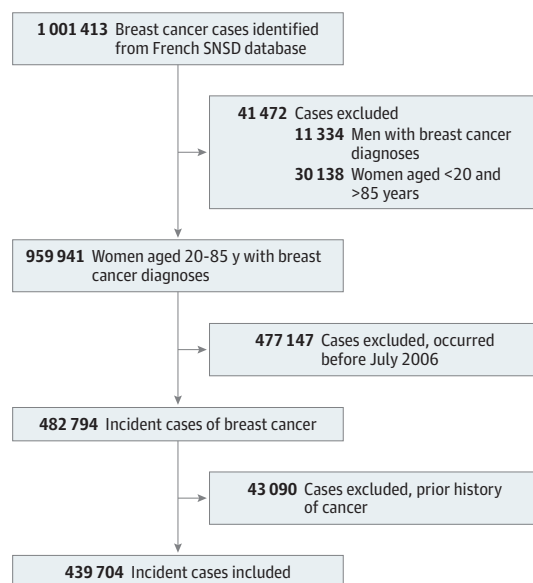 1 001 413 Breast cancer cases identified
from French SNSD database
41 472 Cases excluded
11 334 Men with breast cancer
diagnoses
30 138 Women aged <20 and
>85 years
959 941 Women aged 20-85 y with breast
cancer diagnoses
477 147 Cases excluded, occurred
before July 2006
482 794 Incident cases of breast cancer
43 090 Cases excluded, prior history
of cancer
439 704 Incident cases included